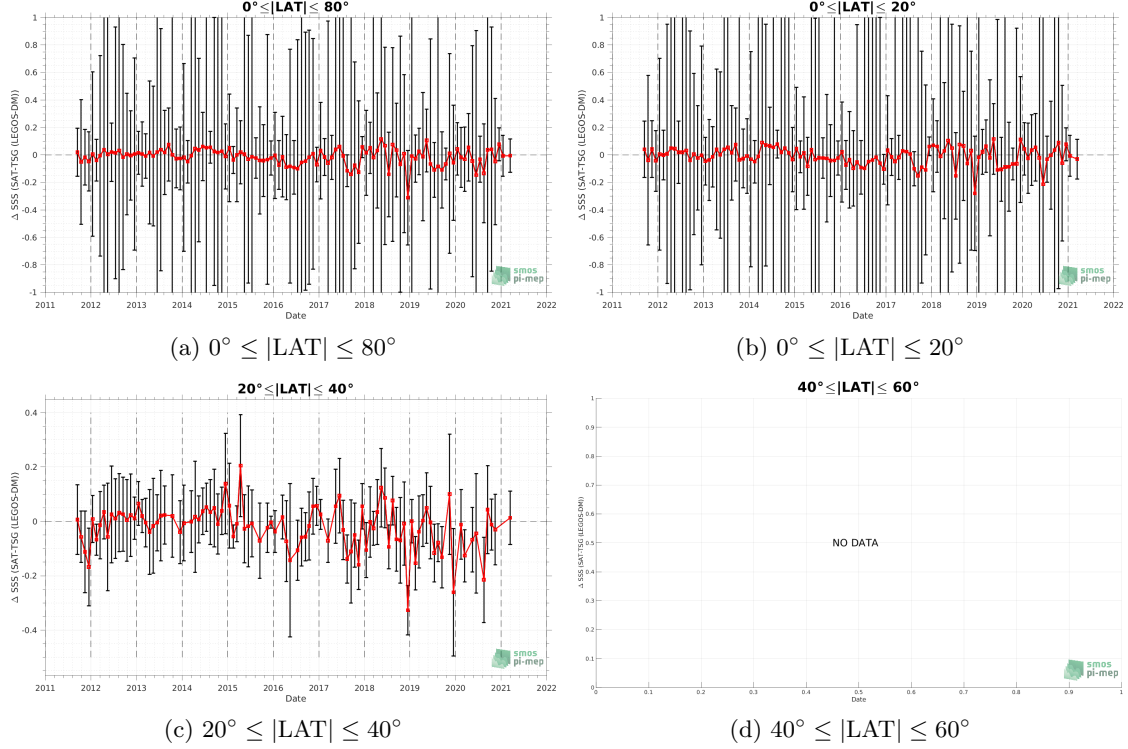 0°≤|LAT|≤ 80°
Δ SSS (SAT-TSG (LEGOS-DM))
1
0.8
0.6
0.4
0.2
0
-0.2
-0.4
-0.6
-0.8
-1
2011 2012 2013 2014 2015 2016 2017 2018 2019 2020 2021 2022
Date
smos
pi-mep
(a) 0° ≤ |LAT| ≤ 80°
0°≤|LAT|≤ 20°
Δ SSS (SAT-TSG (LEGOS-DM))
1
0.8
0.6
0.4
0.2
0
-0.2
-0.4
-0.6
-0.8
-1
2011 2012 2013 2014 2015 2016 2017 2018 2019 2020 2021 2022
Date
smos
pi-mep
(b) 0° ≤ |LAT| ≤ 20°
20°≤|LAT|≤ 40°
Δ SSS (SAT-TSG (LEGOS-DM))
0.4
0.2
0
-0.2
-0.4
2011 2012 2013 2014 2015 2016 2017 2018 2019 2020 2021 2022
Date
smos
pi-mep
(c) 20° ≤ |LAT| ≤ 40°
40°≤|LAT|≤ 60°
Δ SSS (SAT-TSG (LEGOS-DM))
1
0.9
0.8
0.7
0.6
0.5
0.4
0.3
0.2
0.1
0
NO DATA
0 0.1 0.2 0.3 0.4 0.5 0.6 0.7 0.8 0.9 1
Date
smos
pi-mep
(d) 40° ≤ |LAT| ≤ 60°